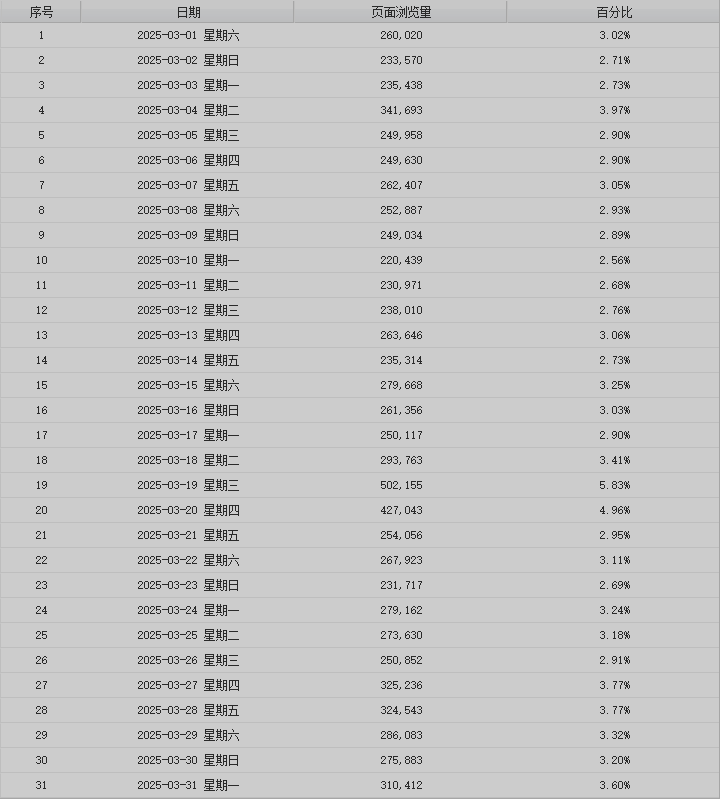 序号 日期 页面浏览量 百分比
1 2025-03-01 星期六 260,020 3.02%
2 2025-03-02 星期日 233,570 2.71%
3 2025-03-03 星期一 235,438 2.73%
4 2025-03-04 星期二 341,693 3.97%
5 2025-03-05 星期三 249,958 2.90%
6 2025-03-06 星期四 249,630 2.90%
7 2025-03-07 星期五 262,407 3.05%
8 2025-03-08 星期六 252,887 2.93%
9 2025-03-09 星期日 249,034 2.89%
10 2025-03-10 星期一 220,439 2.56%
11 2025-03-11 星期二 230,971 2.68%
12 2025-03-12 星期三 238,010 2.76%
13 2025-03-13 星期四 263,646 3.06%
14 2025-03-14 星期五 235,314 2.73%
15 2025-03-15 星期六 279,668 3.25%
16 2025-03-16 星期日 261,356 3.03%
17 2025-03-17 星期一 250,117 2.90%
18 2025-03-18 星期二 293,763 3.41%
19 2025-03-19 星期三 502,155 5.83%
20 2025-03-20 星期四 427,043 4.96%
21 2025-03-21 星期五 254,056 2.95%
22 2025-03-22 星期六 267,923 3.11%
23 2025-03-23 星期日 231,717 2.69%
24 2025-03-24 星期一 279,162 3.24%
25 2025-03-25 星期二 273,630 3.18%
26 2025-03-26 星期三 250,852 2.91%
27 2025-03-27 星期四 325,236 3.77%
28 2025-03-28 星期五 324,543 3.77%
29 2025-03-29 星期六 286,083 3.32%
30 2025-03-30 星期日 275,883 3.20%
31 2025-03-31 星期一 310,412 3.60%